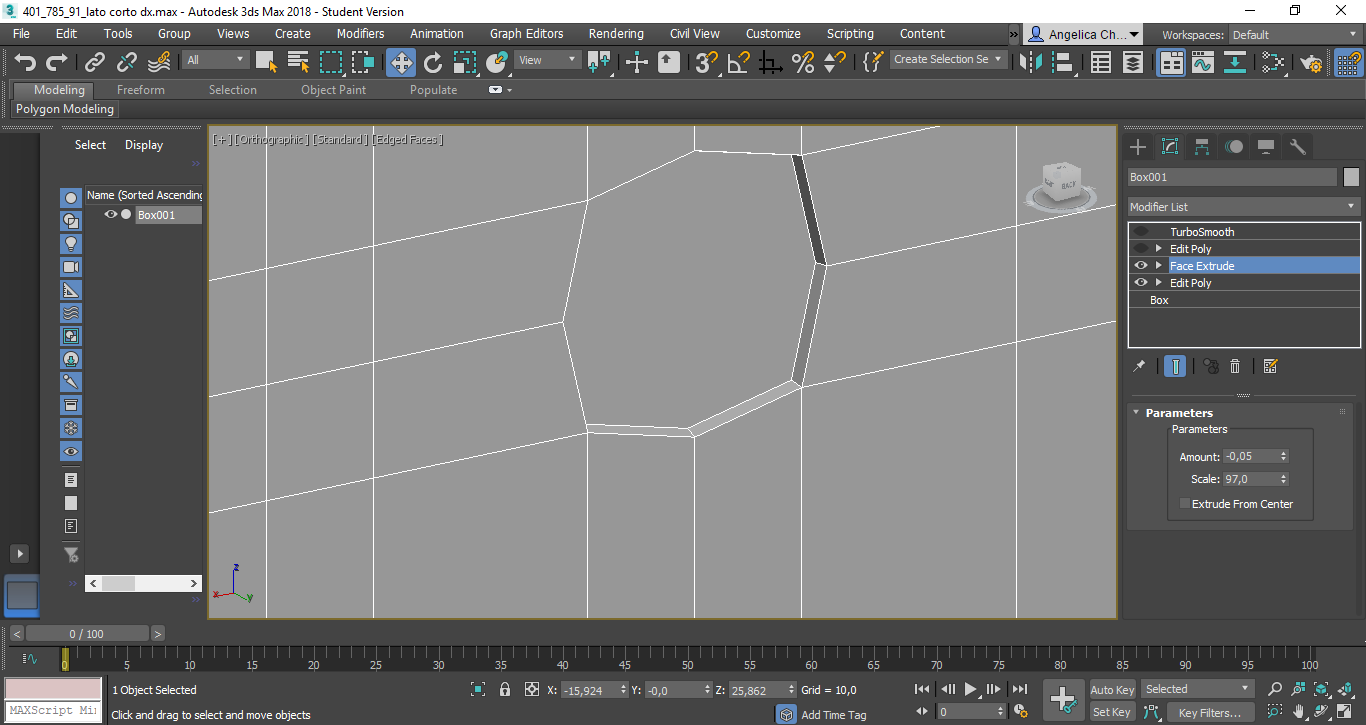 401_785_91_lato corto dx.max - Autodesk 3ds Max 2018 - Student Version
File Edit Tools Group Views Create Modifiers Animation Graph Editors Rendering Civil View Customize Scripting Content » Angelica Ch... Workspaces: Default
All View Create Selection Se
Modeling Freeform Selection Object Paint Populate
Polygon Modeling
Select Display
[+] [Orthographic] [Standard] [Edged Faces]
Name (Sorted Ascending
Box001
BACK
z
x
y
Box001
Modifier List
TurboSmooth
Edit Poly
Face Extrude
Edit Poly
Box
Parameters
Parameters
Amount: -0,05
Scale: 97,0
Extrude From Center
< 0 / 100 >
0 5 10 15 20 25 30 35 40 45 50 55 60 65 70 75 80 85 90 95 100
1 Object Selected X: -15,924 Y: -0,0 Z: 25,862 Grid = 10,0 Auto Key Selected
MAXScript Mi Click and drag to select and move objects Add Time Tag 0 Set Key Key Filters...